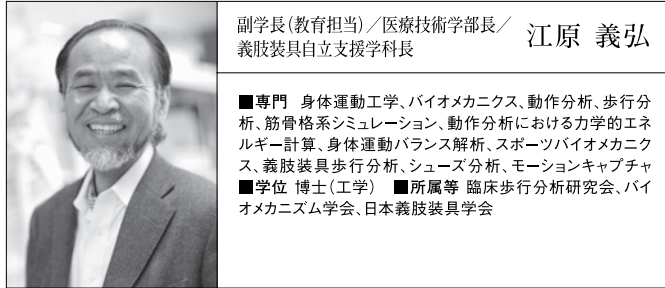 副学長(教育担当)／医療技術学部長／
義肢装具自立支援学科長
江原 義弘
■専門 身体運動工学、バイオメカニクス、動作分析、歩行分
析、筋骨格系シミュレーション、動作分析における力学的エネ
ルギー計算、身体運動バランス解析、スポーツバイオメカニク
ス、義肢装具歩行分析、シューズ分析、モーションキャプチャ
■学位 博士(工学) ■所属等 臨床歩行分析研究会、バイ
オメカニズム学会、日本義肢装具学会